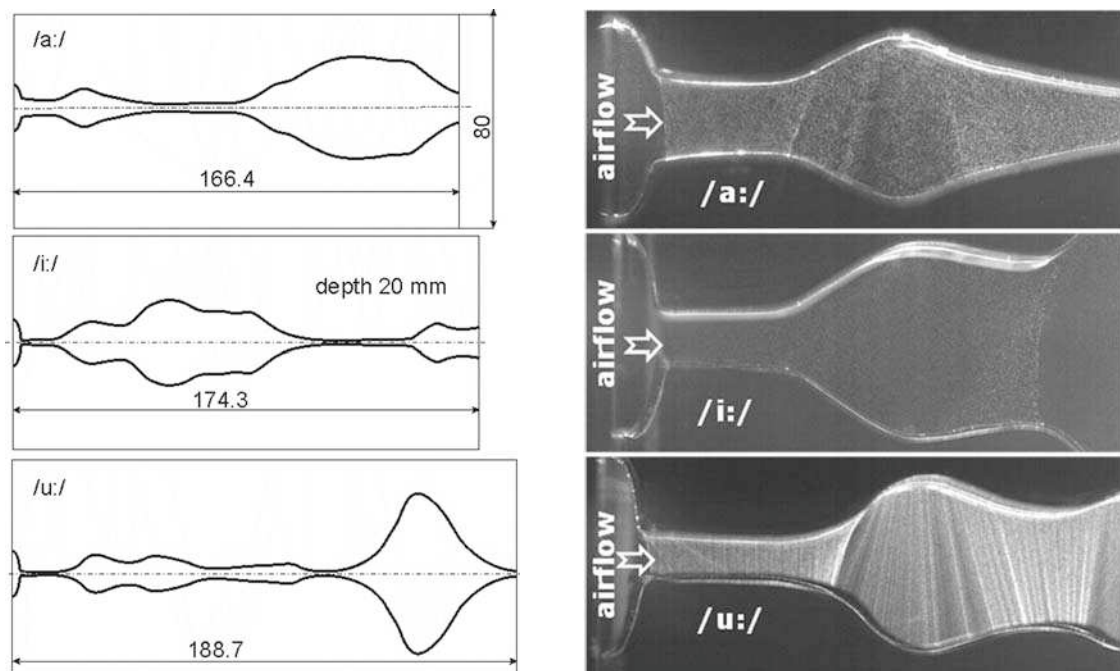 /a:/
166.4
80
/i:/
depth 20 mm
174.3
/u:/
188.7
airflow
/a:/
airflow
/i:/
airflow
/u:/